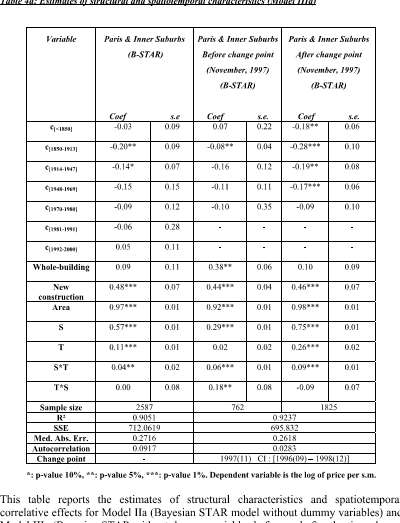 Table 4a: Estimates of structural and spatiotemporal characteristics (Model IIIa)
Variable Paris & Inner Suburbs (B-STAR) Paris & Inner Suburbs Before change point (November, 1997) (B-STAR) Paris & Inner Suburbs After change point (November, 1997) (B-STAR)
Coef s.e Coef s.e. Coef s.e.
c[<1850] -0.03 0.09 0.07 0.22 -0.18** 0.06
c[1850-1913] -0.20** 0.09 -0.08** 0.04 -0.28*** 0.10
c[1914-1947] -0.14* 0.07 -0.16 0.12 -0.19** 0.08
c[1948-1969] -0.15 0.15 -0.11 0.11 -0.17*** 0.06
c[1970-1980] -0.09 0.12 -0.10 0.35 -0.09 0.10
c[1981-1991] -0.06 0.28 - - - -
c[1992-2000] 0.05 0.11 - - - -
Whole-building 0.09 0.11 0.38** 0.06 0.10 0.09
New construction 0.48*** 0.07 0.44*** 0.04 0.46*** 0.07
Area 0.97*** 0.01 0.92*** 0.01 0.98*** 0.01
S 0.57*** 0.01 0.29*** 0.01 0.75*** 0.01
T 0.11*** 0.01 0.02 0.02 0.26*** 0.02
S*T 0.04** 0.02 0.06*** 0.01 0.09*** 0.01
T*S 0.00 0.08 0.18** 0.08 -0.09 0.07
Sample size 2587 762 1825
R² 0.9051 0.9237
SSE 712.0619 695.832
Med. Abs. Err. 0.2716 0.2618
Autocorrelation 0.0917 0.0283
Change point - 1997(11) CI : [1996(09)– 1998(12)]
*: p-value 10%, **: p-value 5%, ***: p-value 1%. Dependent variable is the log of price per s.m.
This table reports the estimates of structural characteristics and spatiotempora
correlative effects for Model IIa (Bayesian STAR model without dummy variables) and